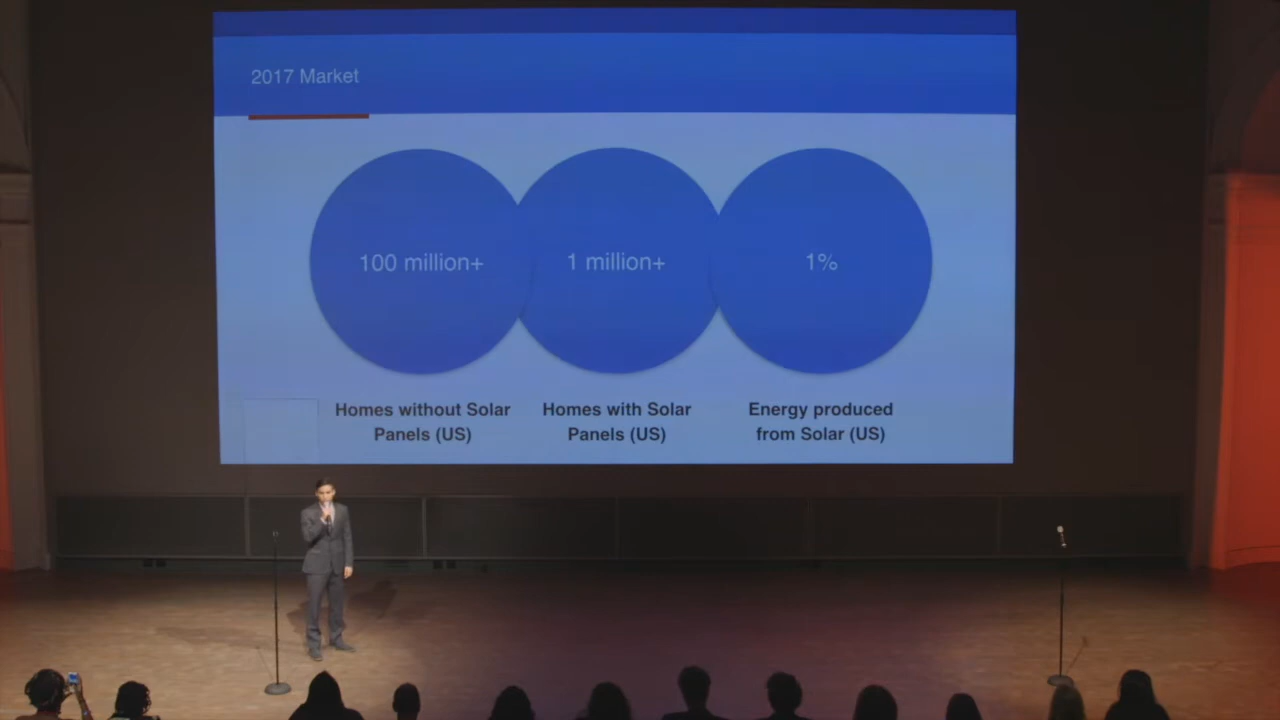 2017 Market
100 million+
1 million+
1%
Homes without Solar
Panels (US)
Homes with Solar
Panels (US)
Energy produced
from Solar (US)